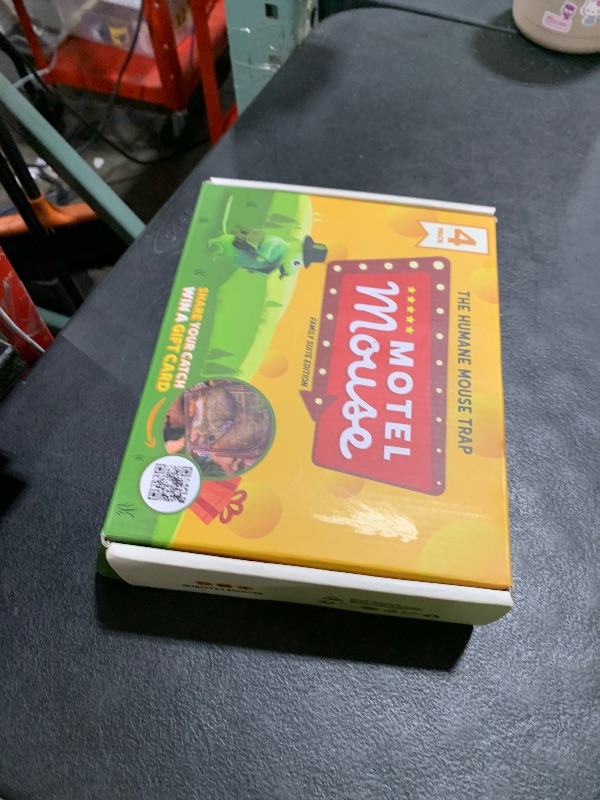 4
PACK
THE HUMANE MOUSE TRAP
★★★★★
MOTEL
Mouse
FAMILY SUITE EDITION
SHARE YOUR CATCH
WIN A GIFT CARD